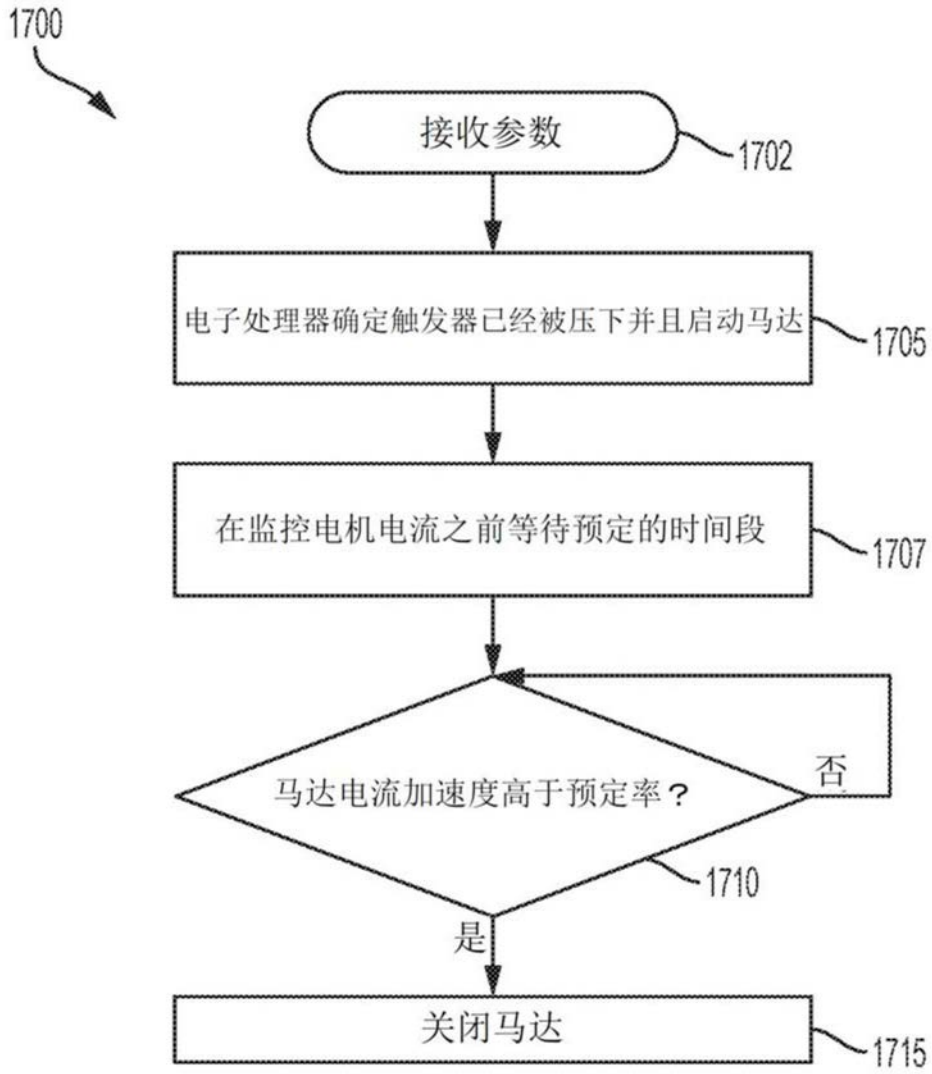 1700
接收参数
1702
电子处理器确定触发器已经被压下并且启动马达
1705
在监控电机电流之前等待预定的时间段
1707
否
马达电流加速度高于预定率？
1710
是
关闭马达
1715